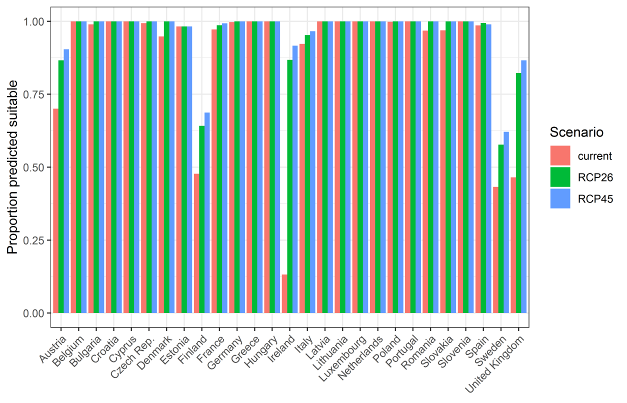 Proportion predicted suitable
1.00
0.75
0.50
0.25
0.00
Austria
Belgium
Bulgaria
Croatia
Cyprus
Czech Rep.
Denmark
Estonia
Finland
France
Germany
Greece
Hungary
Ireland
Italy
Latvia
Lithuania
Luxembourg
Netherlands
Poland
Portugal
Romania
Slovakia
Slovenia
Spain
Sweden
United Kingdom
Scenario
current
RCP26
RCP45